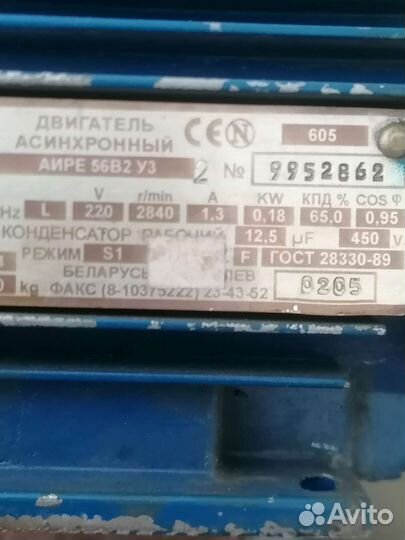 ДВИГАТЕЛЬ
АСИНХРОННЫЙ
CE N 605
АИРЕ 56В2 У3 2 № 9952862
V r/min A KW КПД % COS φ
Hz L 220 2840 1,3 0,18 65,0 0,95
КОНДЕНСАТОР РАБОЧИЙ 12,5 µF 450 V
РЕЖИМ S1 F ГОСТ 28330-89
БЕЛАРУСЬ ЛЕВ
kg ФАКС (8-10375222) 23-43-52 0205
Avito